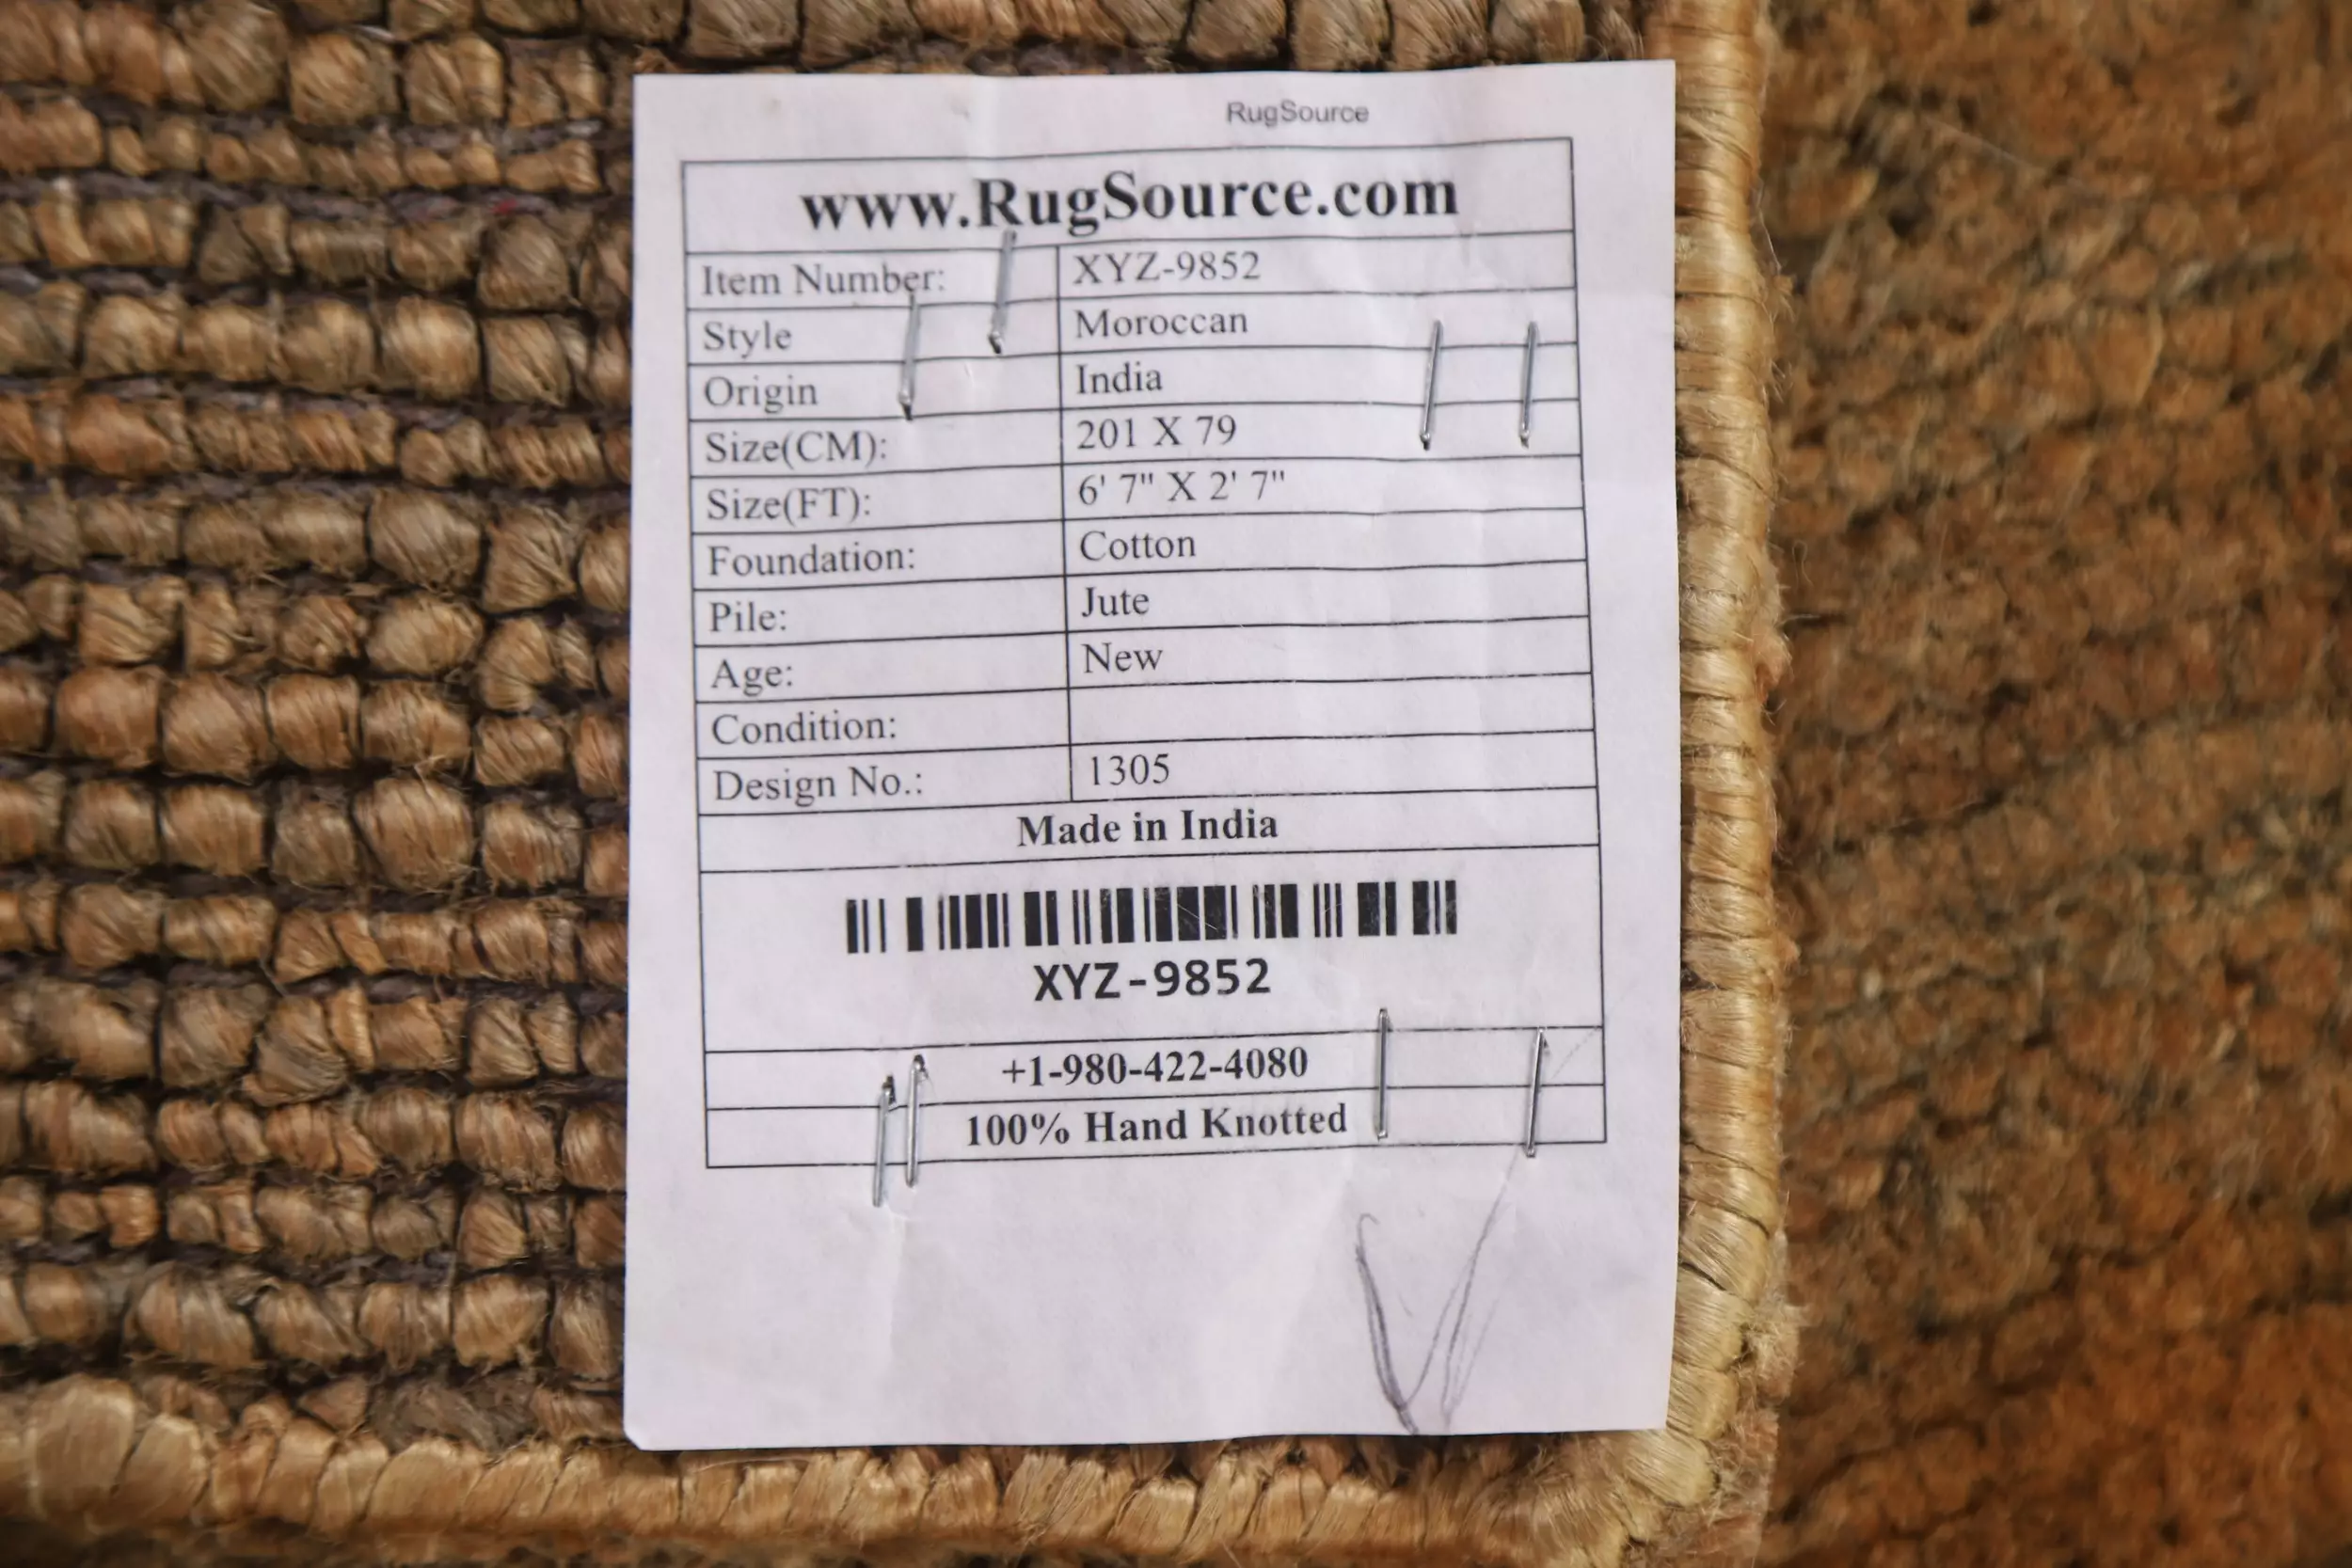 RugSource
www.RugSource.com
Item Number: XYZ-9852
Style Moroccan
Origin India
Size(CM): 201 X 79
Size(FT): 6' 7" X 2' 7"
Foundation: Cotton
Pile: Jute
Age: New
Condition:
Design No.: 1305
Made in India
XYZ-9852
+1-980-422-4080
100% Hand Knotted